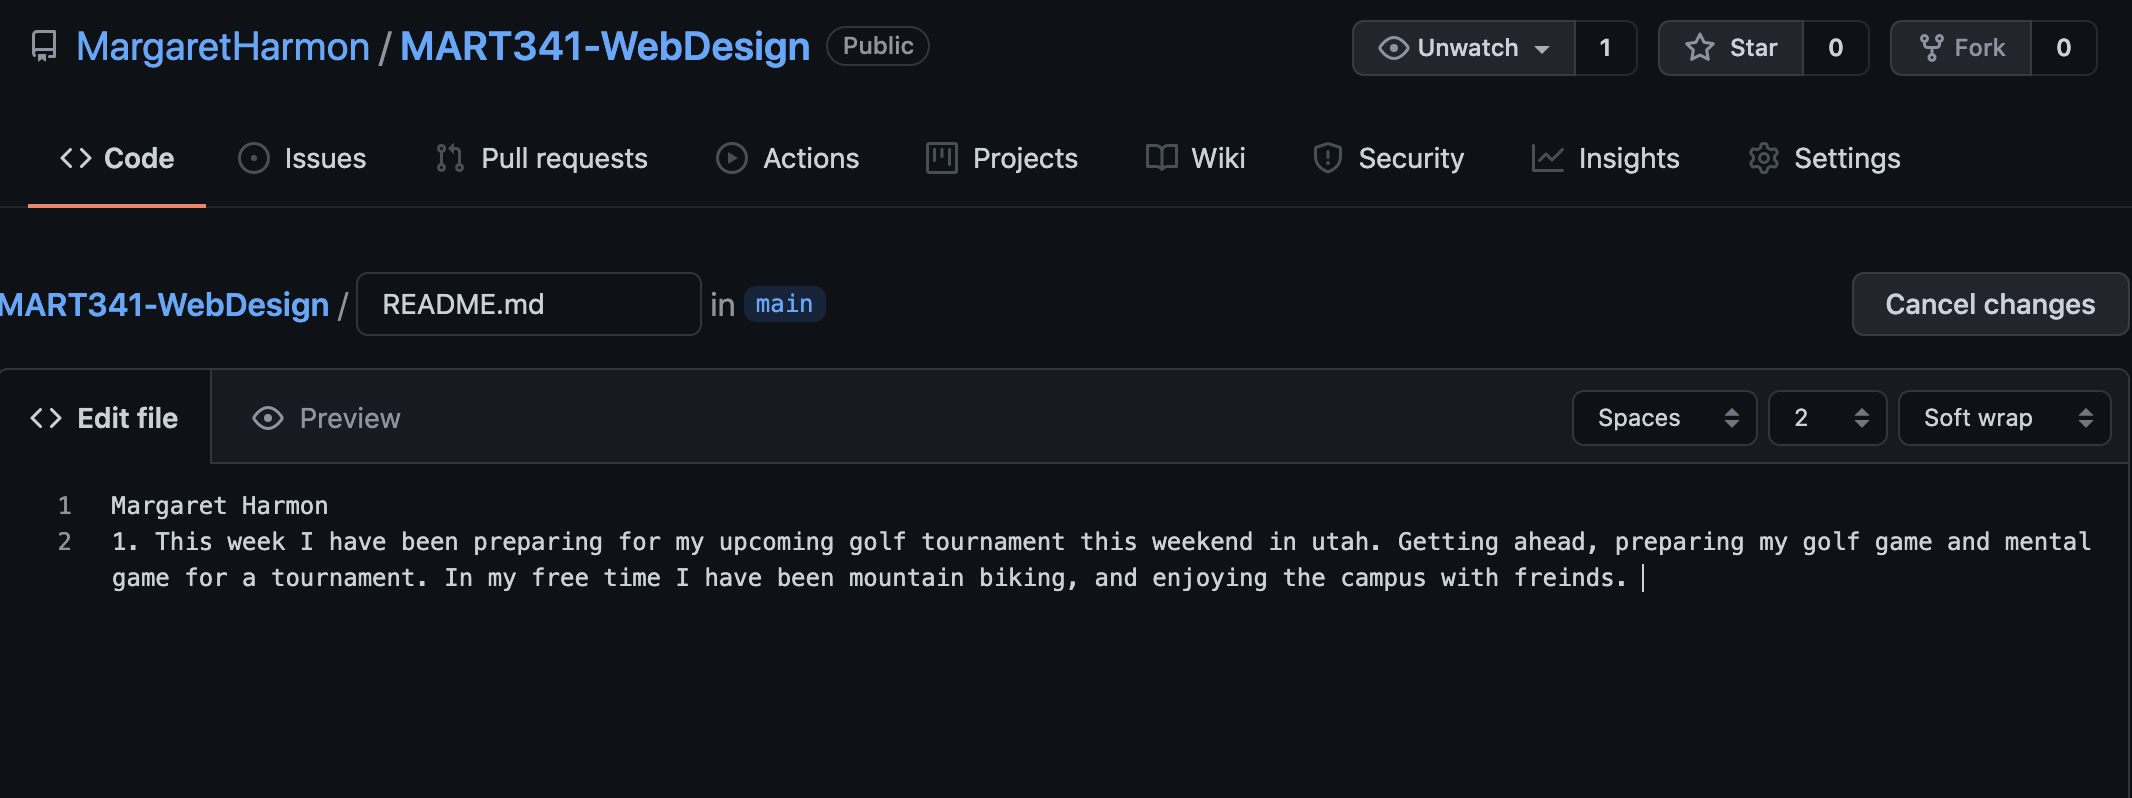 MargaretHarmon / MART341-WebDesign Public Unwatch 1 Star 0 Fork 0
Code Issues Pull requests Actions Projects Wiki Security Insights Settings
MART341-WebDesign / README.md in main Cancel changes
Edit file Preview Spaces 2 Soft wrap
1 Margaret Harmon
2 1. This week I have been preparing for my upcoming golf tournament this weekend in utah. Getting ahead, preparing my golf game and mental
game for a tournament. In my free time I have been mountain biking, and enjoying the campus with freinds.